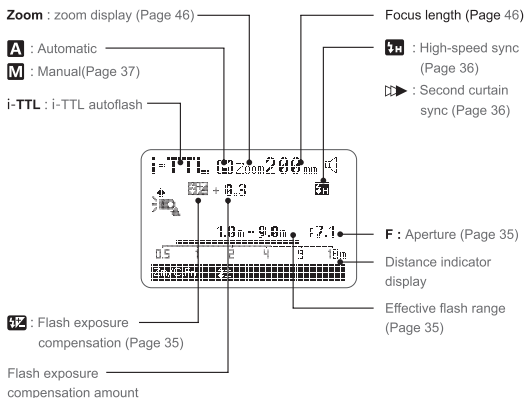 Zoom : zoom display (Page 46)
A : Automatic
M : Manual(Page 37)
i-TTL : i-TTL autoflash
Focus length (Page 46)
H : High-speed sync
(Page 36)
: Second curtain
sync (Page 36)
i-TTL Zoom 200mm
+ 0.3
H
1.0m - 9.0m F7.1
0.5 1 2 4 9 18m
F : Aperture (Page 35)
Distance indicator
display
Effective flash range
(Page 35)
: Flash exposure
compensation (Page 35)
Flash exposure
compensation amount